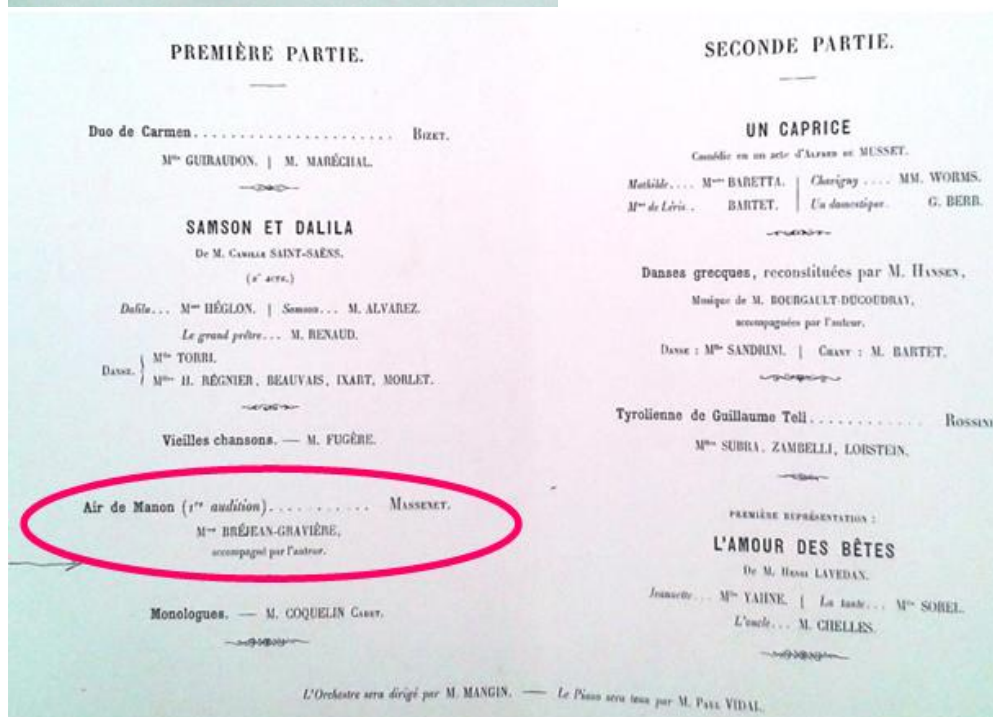 PREMIÈRE PARTIE.
Duo de Carmen..................... BIZET.
Mlle GUIRAUDON. | M. MARÉCHAL.
SAMSON ET DALILA
De M. CAMILLE SAINT-SAËNS.
(2e ACTE.)
Dalila... Mme HÉGLON. | Samson... M. ALVAREZ.
Le grand prêtre... M. RENAUD.
DANSE. { Mlle TORRI.
Mlles H. RÉGNIER, BEAUVAIS, IXART, MORLET.
Vieilles chansons. — M. FUGÈRE.
Air de Manon (1re audition)........... MASSENET.
Mme BRÉJEAN-GRAVIÈRE,
accompagné par l'auteur.
Monologues. — M. COQUELIN CADET.
SECONDE PARTIE.
UN CAPRICE
Comédie en un acte d'ALFRED DE MUSSET.
Mathilde.... Mmes BARETTA. | Chavigny .... MM. WORMS.
Mme de Léris.. BARTET. | Un domestique. G. BERR.
Danses grecques, reconstituées par M. HANSEN,
Musique de M. BOURGAULT-DUCOUDRAY,
accompagnées par l'auteur.
DANSE : Mlle SANDRINI. | CHANT : M. BARTET.
Tyrolienne de Guillaume Tell............ ROSSINI
Mlles SUBRA, ZAMBELLI, LOBSTEIN.
PREMIÈRE REPRÉSENTATION :
L'AMOUR DES BÊTES
De M. HENRI LAVEDAN.
Jeannette... Mlle YAHNE. | La tante... Mlle SOREL.
L'oncle... M. CHELLES.
L'Orchestre sera dirigé par M. MANGIN. — Le Piano sera tenu par M. PAUL VIDAL.